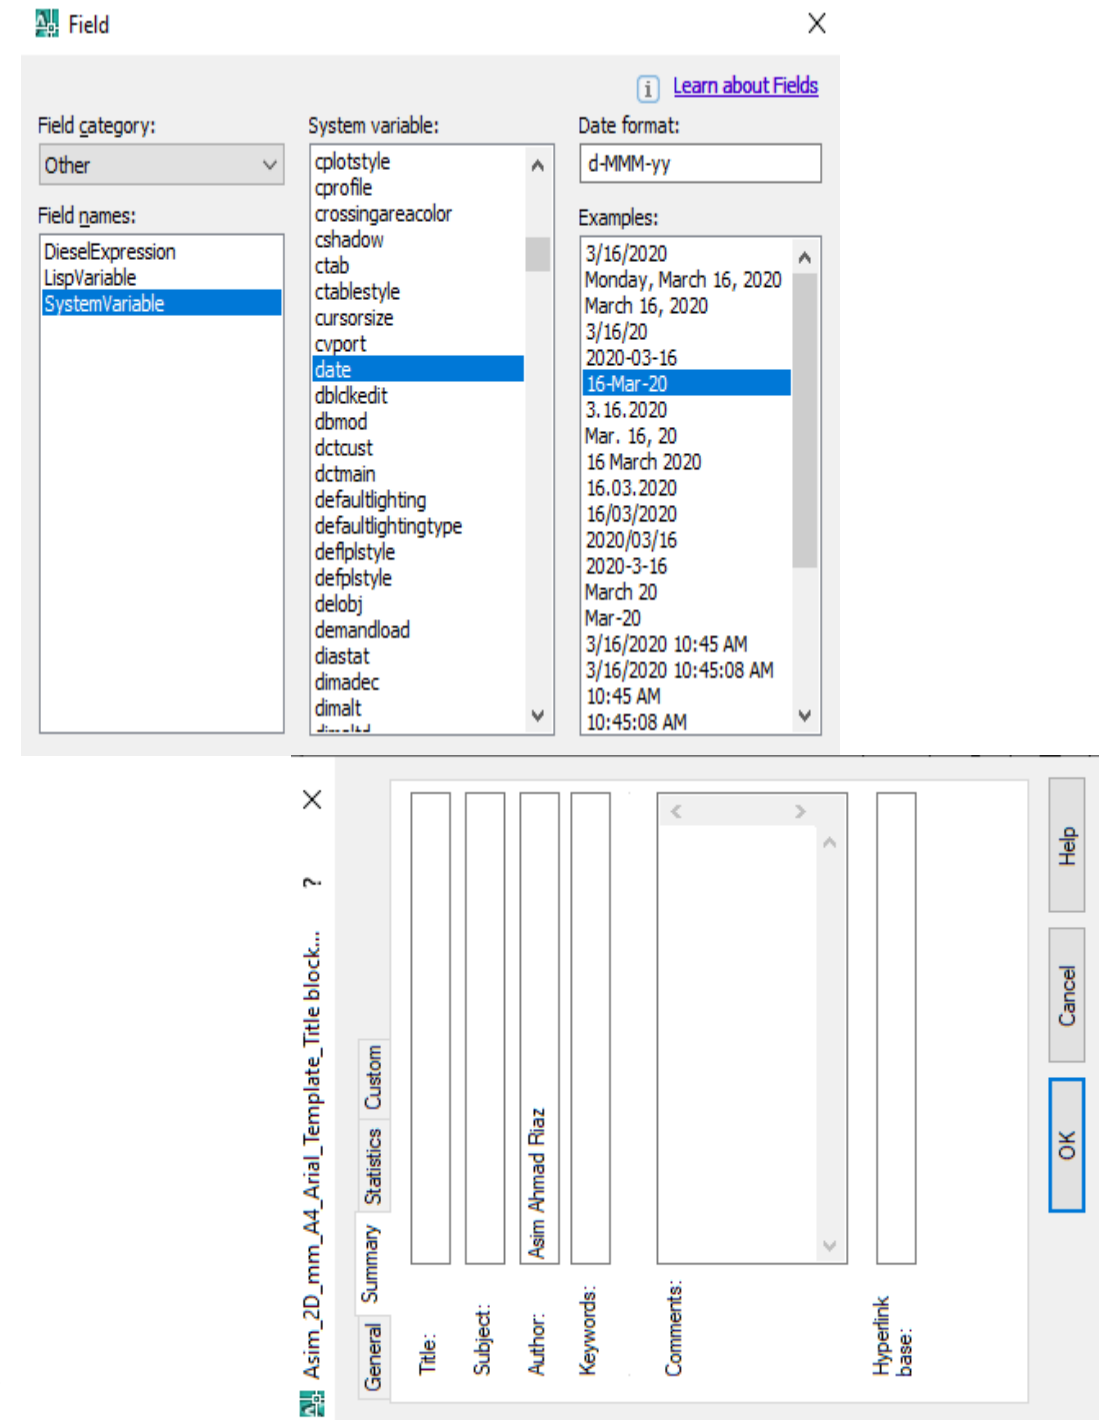 Field
Learn about Fields
Field category:
Other
Field names:
DieselExpression
LispVariable
SystemVariable
System variable:
cplotstyle
cprofile
crossingareacolor
cshadow
ctab
ctablestyle
cursorsize
cvport
date
dblclkedit
dbmod
dctcust
dctmain
defaultlighting
defaultlightingtype
deflplstyle
defplstyle
delobj
demandload
diastat
dimadec
dimalt
Date format:
d-MMM-yy
Examples:
3/16/2020
Monday, March 16, 2020
March 16, 2020
3/16/20
2020-03-16
16-Mar-20
3.16.2020
Mar. 16, 20
16 March 2020
16.03.2020
16/03/2020
2020/03/16
2020-3-16
March 20
Mar-20
3/16/2020 10:45 AM
3/16/2020 10:45:08 AM
10:45 AM
10:45:08 AM
Asim_2D_mm_A4_Arial_Template_Title block... ?
General Summary Statistics Custom
Title:
Subject:
Author: Asim Ahmad Riaz
Keywords:
Comments:
Hyperlink
base:
OK Cancel Help